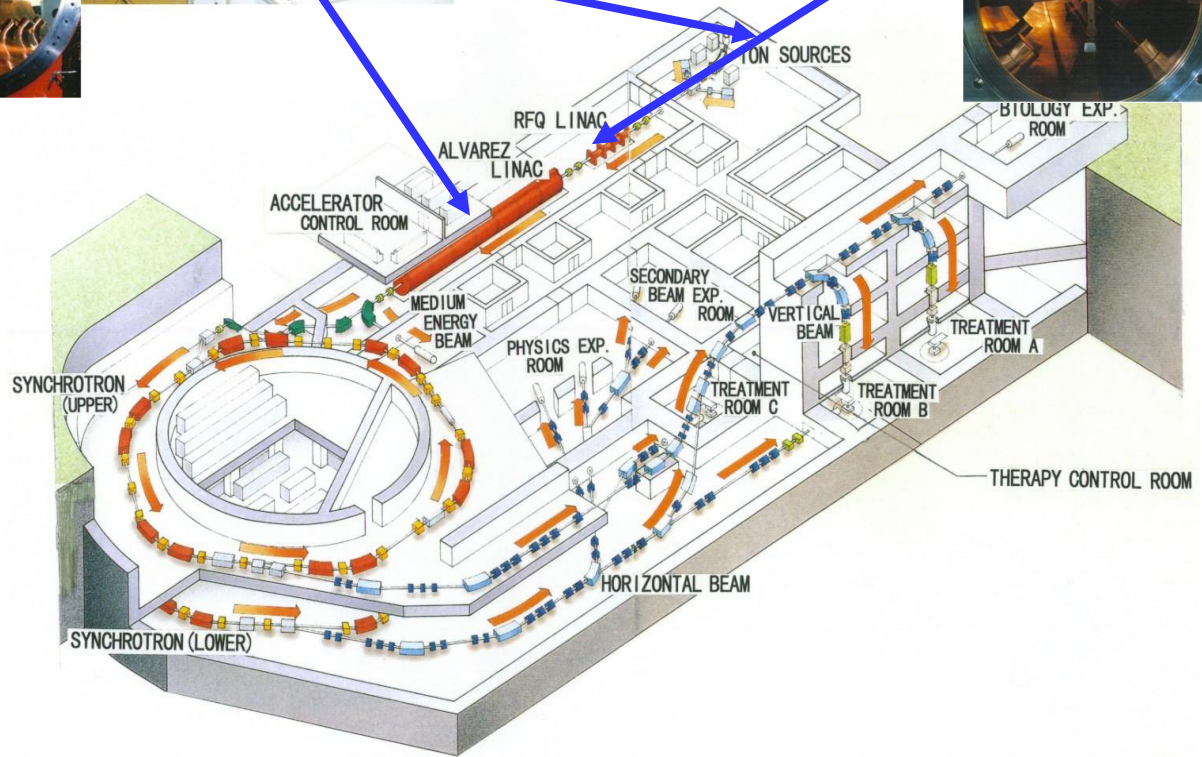 ION SOURCES
RFQ LINAC
BIOLOGY EXP.
ROOM
ALVAREZ
LINAC
ACCELERATOR
CONTROL ROOM
SECONDARY
BEAM EXP.
ROOM
MEDIUM
ENERGY
BEAM
VERTICAL
BEAM
TREATMENT
ROOM A
PHYSICS EXP.
ROOM
SYNCHROTRON
(UPPER)
TREATMENT
ROOM C
TREATMENT
ROOM B
THERAPY CONTROL ROOM
HORIZONTAL BEAM
SYNCHROTRON (LOWER)